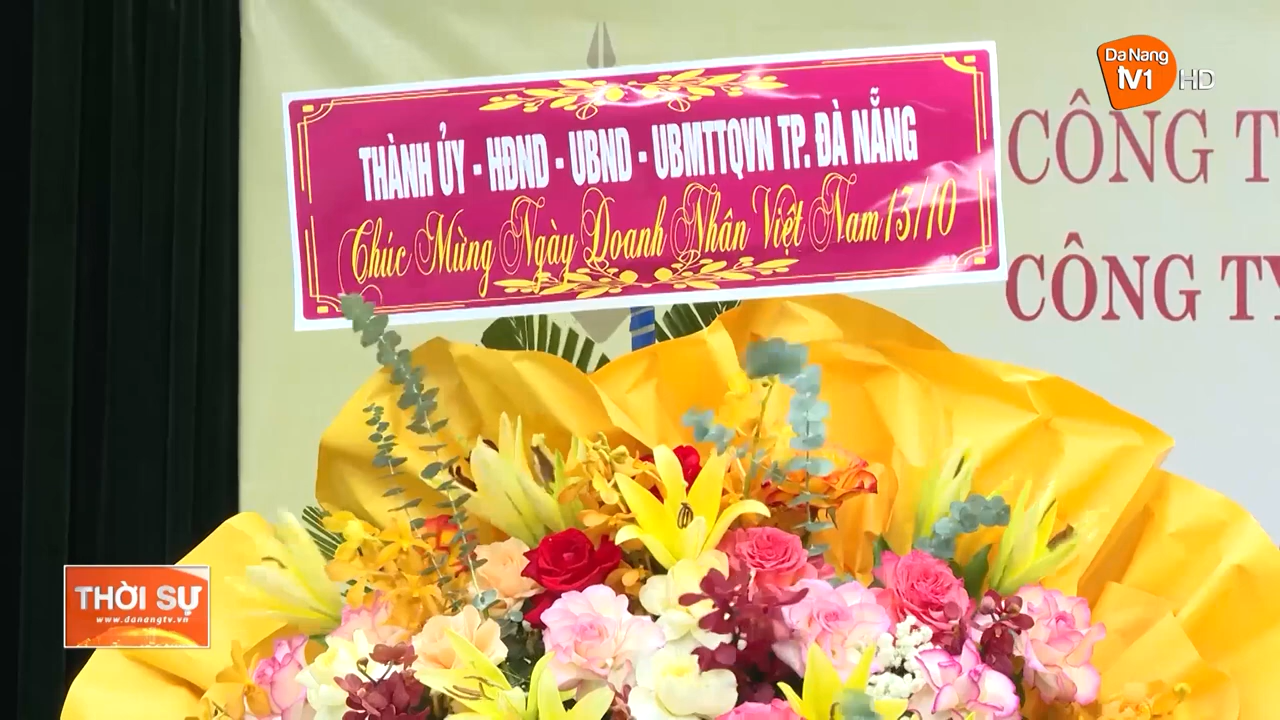 Da Nang
TV1 HD
THÀNH ỦY - HĐND - UBND - UBMTTQVN TP. ĐÀ NẴNG
Chúc Mừng Ngày Doanh Nhân Việt Nam 13/10
CÔNG T
CÔNG TY
THỜI SỰ
www.danangtv.vn